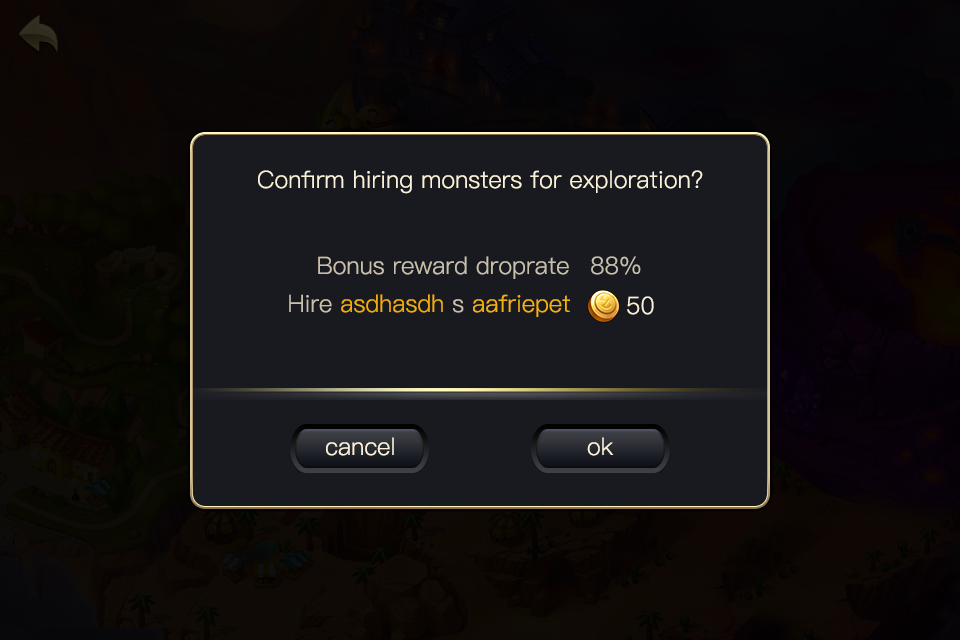 Confirm hiring monsters for exploration?
Bonus reward droprate 88%
Hire asdhasdh s aafriepet 50
cancel ok